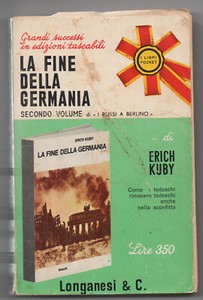 Grandi successi
in edizioni tascabili
I LIBRI
POCKET
LA FINE
DELLA
GERMANIA
SECONDO VOLUME di « I RUSSI A BERLINO »
di
ERICH
KUBY
Come i tedeschi
rimasero tedeschi
anche
nella sconfitta
Lire 350
ERICH KUBY
LA FINE DELLA GERMANIA
Longanesi & C.